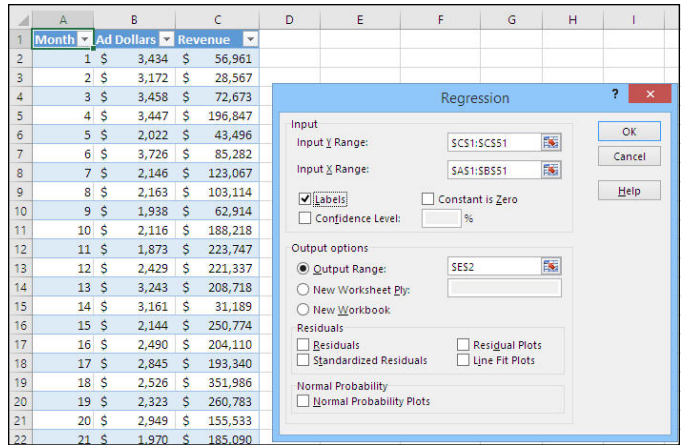 A B C D E F G H I
1 Month Ad Dollars Revenue
2 1 $ 3,434 $ 56,961
3 2 $ 3,172 $ 28,567
4 3 $ 3,458 $ 72,673
5 4 $ 3,447 $ 196,847
6 5 $ 2,022 $ 43,496
7 6 $ 3,726 $ 85,282
8 7 $ 2,146 $ 123,067
9 8 $ 2,163 $ 103,114
10 9 $ 1,938 $ 62,914
11 10 $ 2,116 $ 188,218
12 11 $ 1,873 $ 223,747
13 12 $ 2,429 $ 221,337
14 13 $ 3,243 $ 208,718
15 14 $ 3,161 $ 31,189
16 15 $ 2,144 $ 250,774
17 16 $ 2,490 $ 204,110
18 17 $ 2,845 $ 193,340
19 18 $ 2,526 $ 351,986
20 19 $ 2,323 $ 260,783
21 20 $ 2,949 $ 155,533
22 21 $ 1,970 $ 185,090
Regression ? ×
Input
Input Y Range: $C$1:$C$51
Input X Range: $A$1:$B$51
Labels Constant is Zero
Confidence Level: %
OK
Cancel
Help
Output options
Output Range: $E$2
New Worksheet Ply:
New Workbook
Residuals
Residuals Residual Plots
Standardized Residuals Line Fit Plots
Normal Probability
Normal Probability Plots